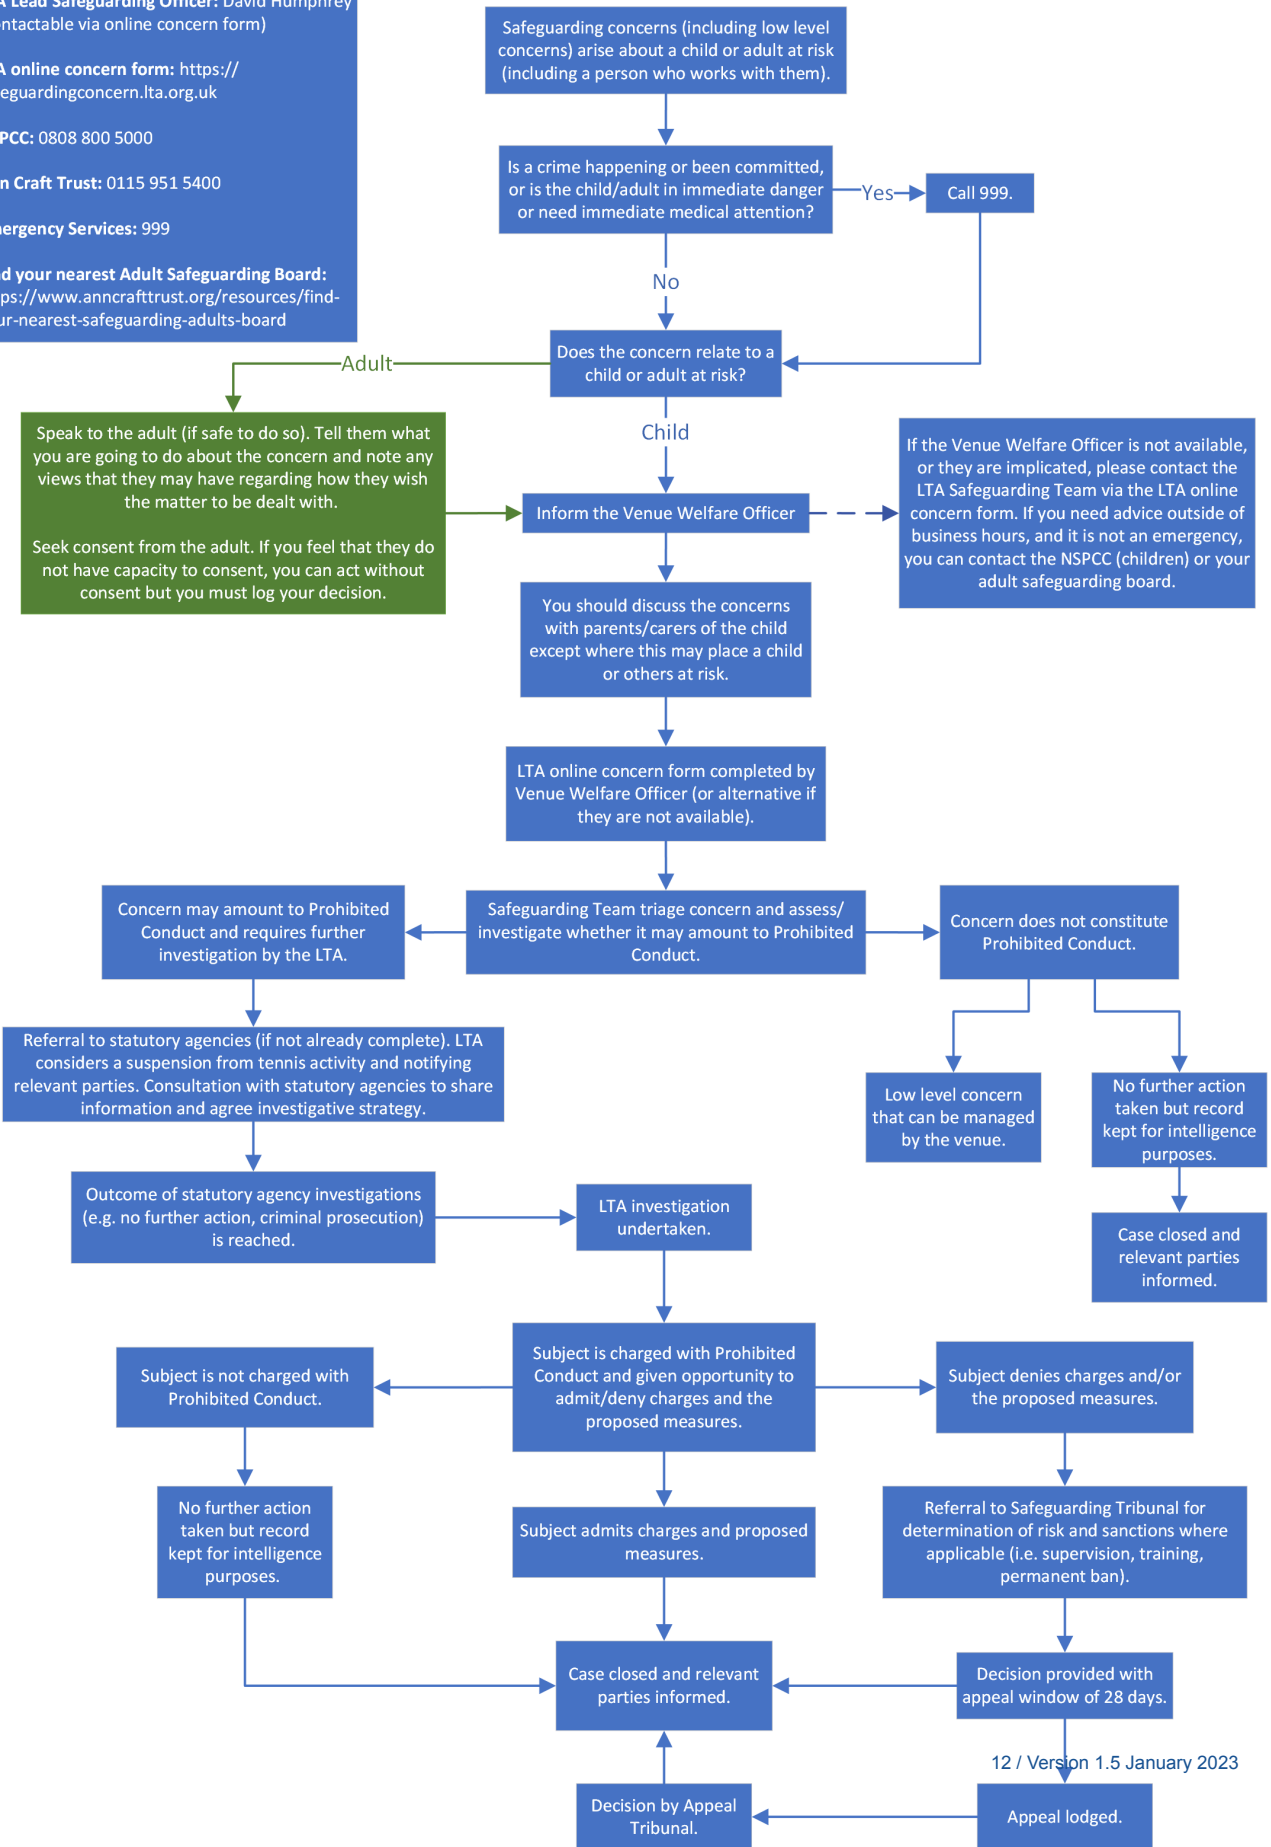 Lead Safeguarding Officer: David Humphrey
via online concern form)
online concern form: https://
0808 800 5000
Craft Trust: 0115 951 5400
Services: 999
your nearest Adult Safeguarding Board:
Safeguarding concerns (including low level
concerns) arise about a child or adult at risk
(including a person who works with them).
Is a crime happening or been committed,
or is the child/adult in immediate danger
or need immediate medical attention?
Yes
Call 999.
No
Does the concern relate to a
child or adult at risk?
Adult
Child
Speak to the adult (if safe to do so). Tell them what
you are going to do about the concern and note any
views that they may have regarding how they wish
the matter to be dealt with.
Seek consent from the adult. If you feel that they do
not have capacity to consent, you can act without
consent but you must log your decision.
Inform the Venue Welfare Officer
If the Venue Welfare Officer is not available,
or they are implicated, please contact the
LTA Safeguarding Team via the LTA online
concern form. If you need advice outside of
business hours, and it is not an emergency,
you can contact the NSPCC (children) or your
adult safeguarding board.
You should discuss the concerns
with parents/carers of the child
except where this may place a child
or others at risk.
LTA online concern form completed by
Venue Welfare Officer (or alternative if
they are not available).
Concern may amount to Prohibited
Conduct and requires further
investigation by the LTA.
Safeguarding Team triage concern and assess/
investigate whether it may amount to Prohibited
Conduct.
Concern does not constitute
Prohibited Conduct.
Referral to statutory agencies (if not already complete). LTA
considers a suspension from tennis activity and notifying
relevant parties. Consultation with statutory agencies to share
information and agree investigative strategy.
Low level concern
that can be managed
by the venue.
No further action
taken but record
kept for intelligence
purposes.
Outcome of statutory agency investigations
(e.g. no further action, criminal prosecution)
is reached.
LTA investigation
undertaken.
Case closed and
relevant parties
informed.
Subject is not charged with
Prohibited Conduct.
Subject is charged with Prohibited
Conduct and given opportunity to
admit/deny charges and the
proposed measures.
Subject denies charges and/or
the proposed measures.
No further action
taken but record
kept for intelligence
purposes.
Subject admits charges and proposed
measures.
Referral to Safeguarding Tribunal for
determination of risk and sanctions where
applicable (i.e. supervision, training,
permanent ban).
Case closed and relevant
parties informed.
Decision provided with
appeal window of 28 days.
12 / Version 1.5 January 2023
Decision by Appeal
Tribunal.
Appeal lodged.